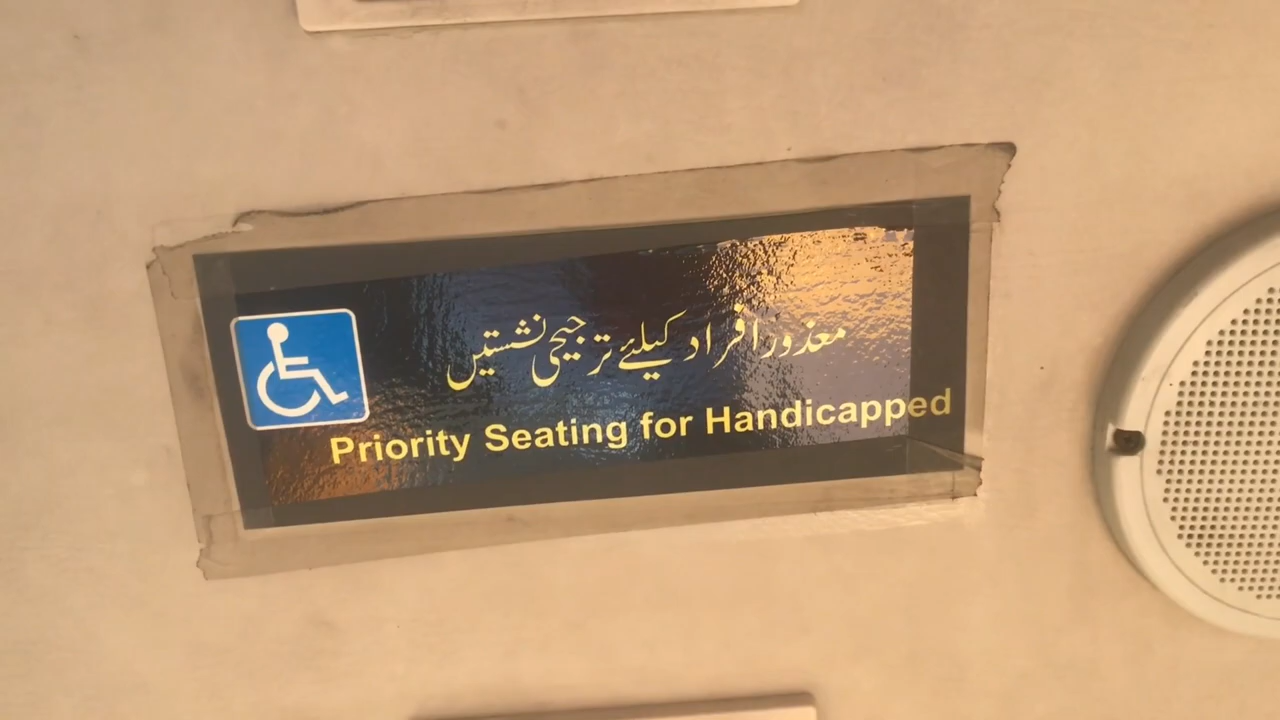 معذور افراد کیلئے ترجیحی نشستیں
Priority Seating for Handicapped